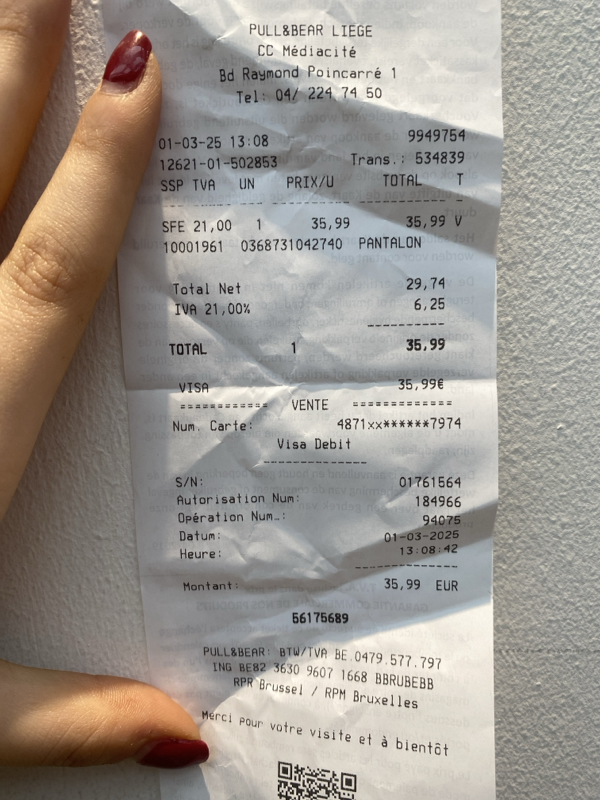 PULL&BEAR LIEGE
CC Médiacité
Bd Raymond Poincarré 1
Tel: 04/ 224 74 50
01-03-25 13:08 9949754
12621-01-502853 Trans.: 534839
SSP TVA UN PRIX/U TOTAL T
SFE 21,00 1 35,99 35,99 V
10001961 0368731042740 PANTALON
Total Net 29,74
IVA 21,00% 6,25
TOTAL 1 35,99
VISA 35,99€
=========== VENTE ============
Num. Carte: 4871xx******7974
Visa Debit
S/N: 01761564
Autorisation Num: 184966
Opération Num.: 94075
Datum: 01-03-2025
Heure: 13:08:42
Montant: 35,99 EUR
56175689
PULL&BEAR: BTW/TVA BE.0479.577.797
ING BE82 3630 9607 1668 BBRUBEBB
RPR Brussel / RPM Bruxelles
Merci pour votre visite et à bientôt